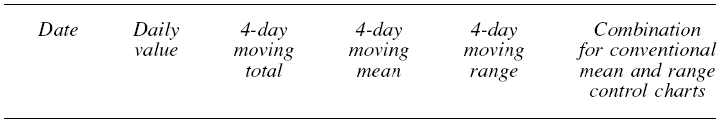 Date Daily 4-day 4-day 4-day Combination
value moving moving moving for conventional
total mean range mean and range
control charts